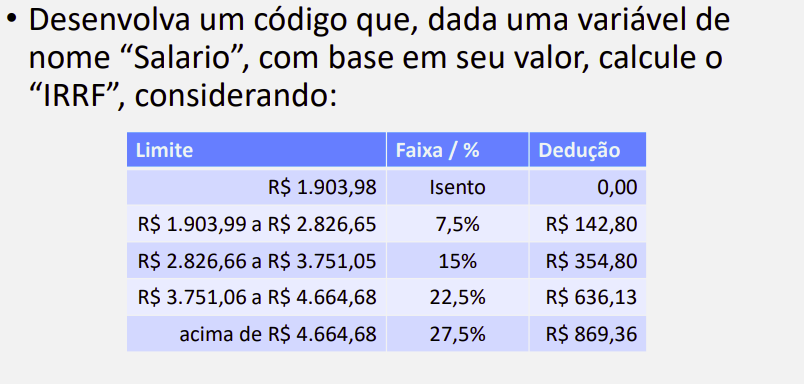 • Desenvolva um código que, dada uma variável de
nome “Salario”, com base em seu valor, calcule o
“IRRF”, considerando:
Limite Faixa / % Dedução
R$ 1.903,98 Isento 0,00
R$ 1.903,99 a R$ 2.826,65 7,5% R$ 142,80
R$ 2.826,66 a R$ 3.751,05 15% R$ 354,80
R$ 3.751,06 a R$ 4.664,68 22,5% R$ 636,13
acima de R$ 4.664,68 27,5% R$ 869,36